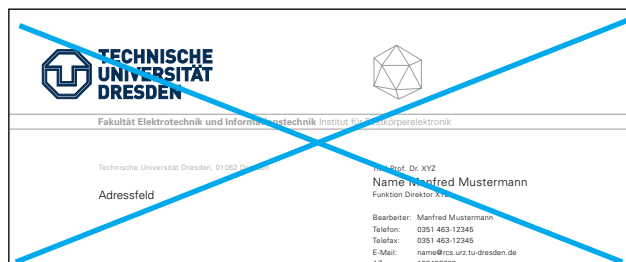 TECHNISCHE
UNIVERSITÄT
DRESDEN
Fakultät Elektrotechnik und Informationstechnik Institut für Festkörperelektronik
Technische Universität Dresden, 01062 Dresden
Prof. Dr. XYZ
Name Manfred Mustermann
Funktion Direktor XYZ
Adressfeld
Bearbeiter: Manfred Mustermann
Telefon: 0351 463-12345
Telefax: 0351 463-12345
E-Mail: name@rcs.urz.tu-dresden.de